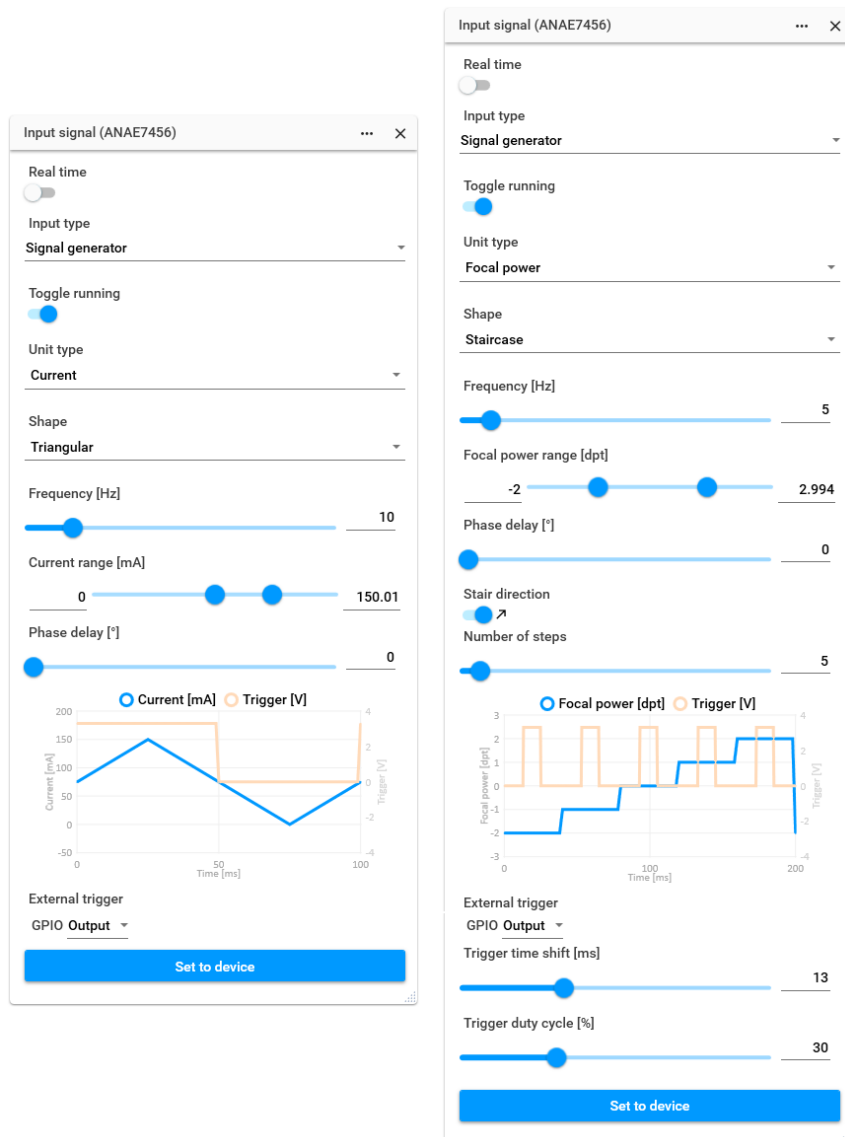 Input signal (ANAE7456)
Real time
Input type
Signal generator
Toggle running
Unit type
Current
Shape
Triangular
Frequency [Hz]
10
Current range [mA]
0 150.01
Phase delay [°]
0
Current [mA] Trigger [V]
200
150
100
50
0
-50
Current [mA]
4
2
0
-2
-4
Trigger [V]
0 50 100
Time [ms]
External trigger
GPIO Output
Set to device
Input signal (ANAE7456)
Real time
Input type
Signal generator
Toggle running
Unit type
Focal power
Shape
Staircase
Frequency [Hz]
5
Focal power range [dpt]
-2 2.994
Phase delay [°]
0
Stair direction
Number of steps
5
Focal power [dpt] Trigger [V]
3
2
1
0
-1
-2
-3
Focal power [dpt]
4
2
0
-2
-4
Trigger [V]
0 100 200
Time [ms]
External trigger
GPIO Output
Trigger time shift [ms]
13
Trigger duty cycle [%]
30
Set to device